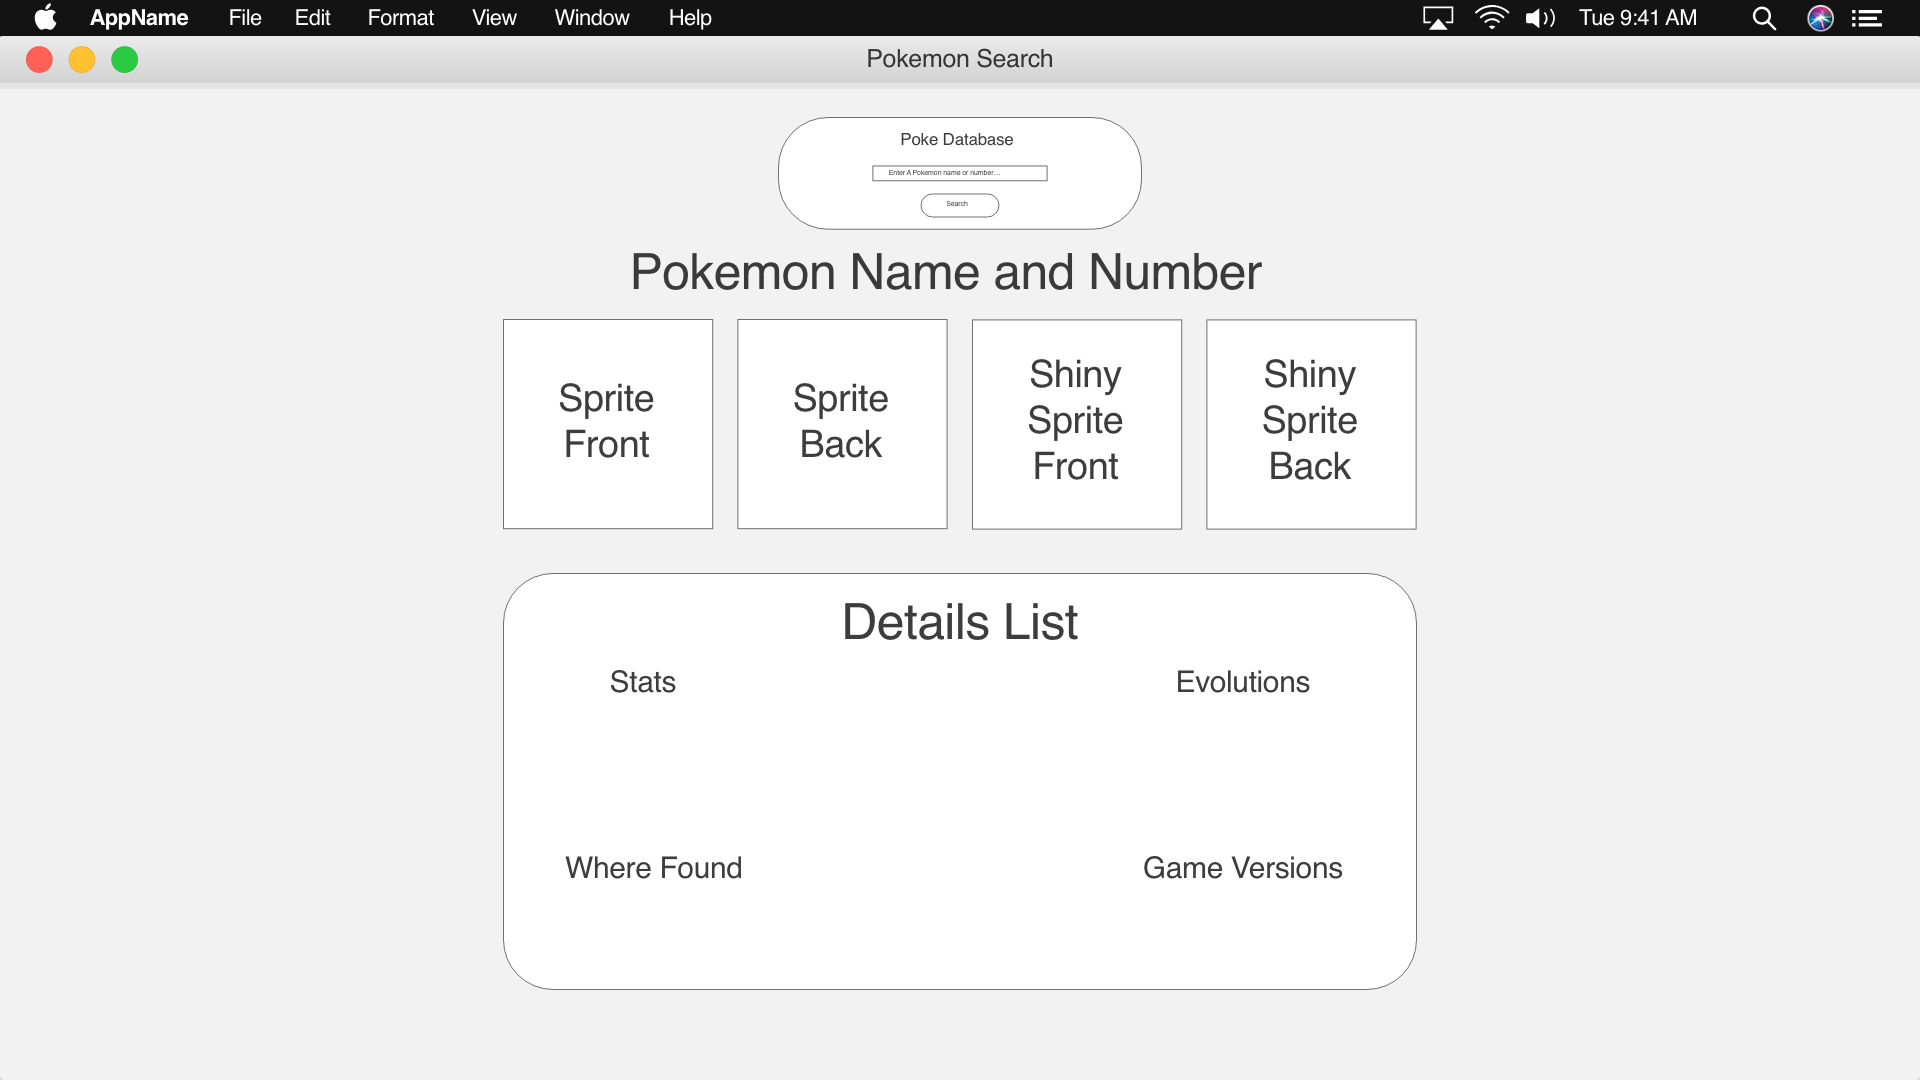 AppName File Edit Format View Window Help Tue 9:41 AM
Pokemon Search
Poke Database
Enter A Pokemon name or number...
Search
Pokemon Name and Number
Sprite
Front
Sprite
Back
Shiny
Sprite
Front
Shiny
Sprite
Back
Details List
Stats
Evolutions
Where Found
Game Versions